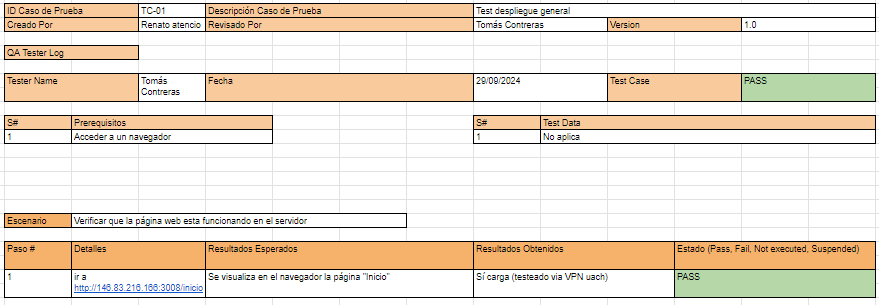 ID Caso de Prueba TC-01 Descripción Caso de Prueba Test despliegue general
Creado Por Renato atencio Revisado Por Tomás Contreras Version 1.0
QA Tester Log
Tester Name Tomás Contreras Fecha 29/09/2024 Test Case PASS
S# Prerequisitos S# Test Data
1 Acceder a un navegador 1 No aplica
Escenario Verificar que la página web esta funcionando en el servidor
Paso # Detalles Resultados Esperados Resultados Obtenidos Estado (Pass, Fail, Not executed, Suspended)
1 ir a Se visualiza en el navegador la página "Inicio" Sí carga (testeado via VPN uach) PASS
http://146.83.216.166:3008/inicio